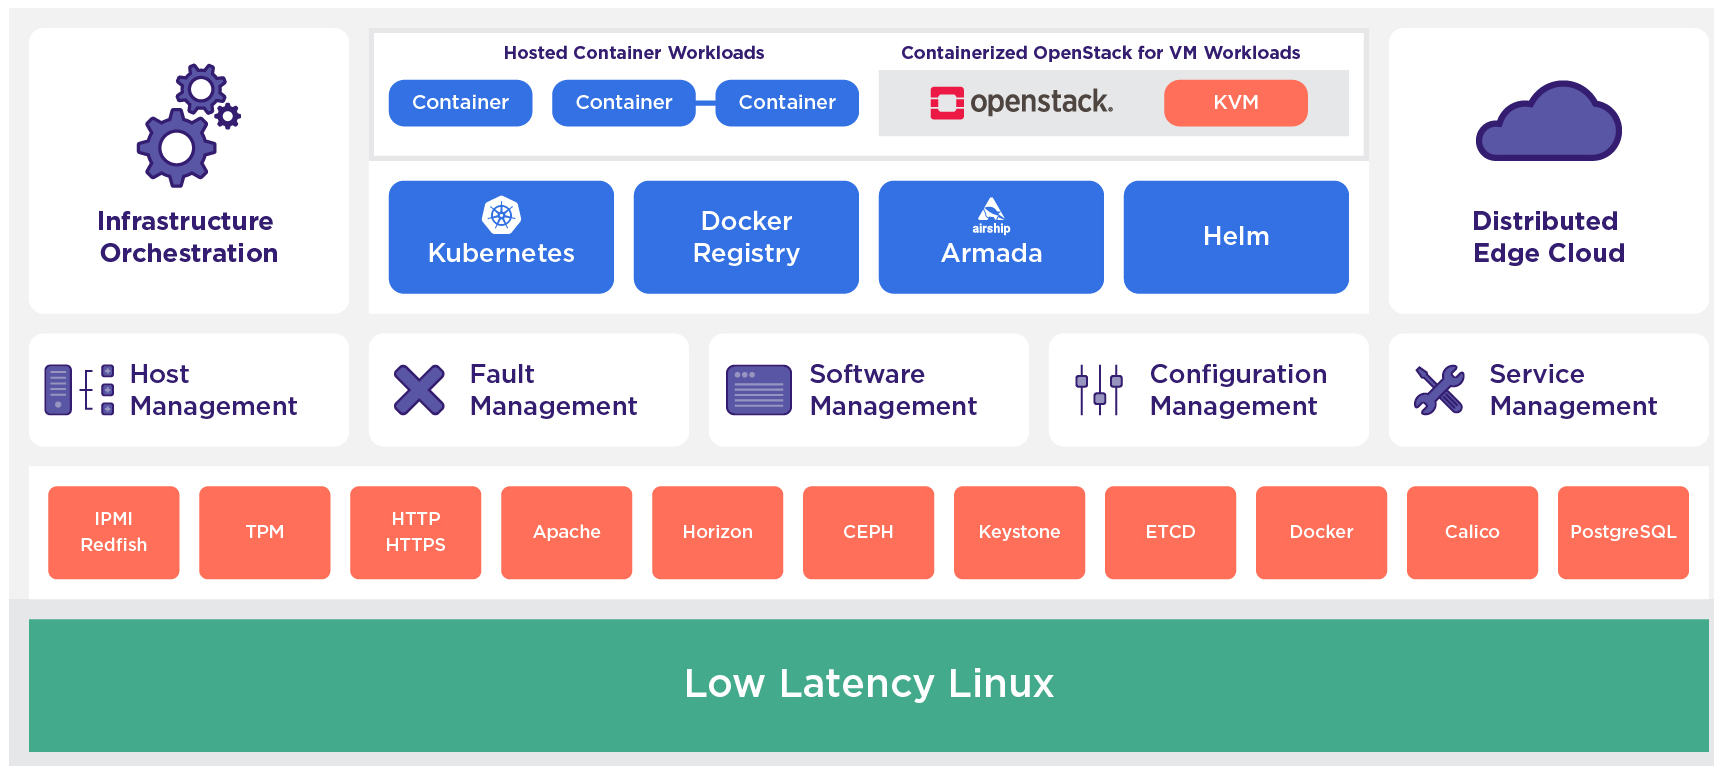 Hosted Container Workloads
Containerized OpenStack for VM Workloads
Container
Container
Container
openstack.
KVM
Infrastructure
Orchestration
Kubernetes
Docker
Registry
airship
Armada
Helm
Distributed
Edge Cloud
Host
Management
Fault
Management
Software
Management
Configuration
Management
Service
Management
IPMI
Redfish
TPM
HTTP
HTTPS
Apache
Horizon
CEPH
Keystone
ETCD
Docker
Calico
PostgreSQL
Low Latency Linux